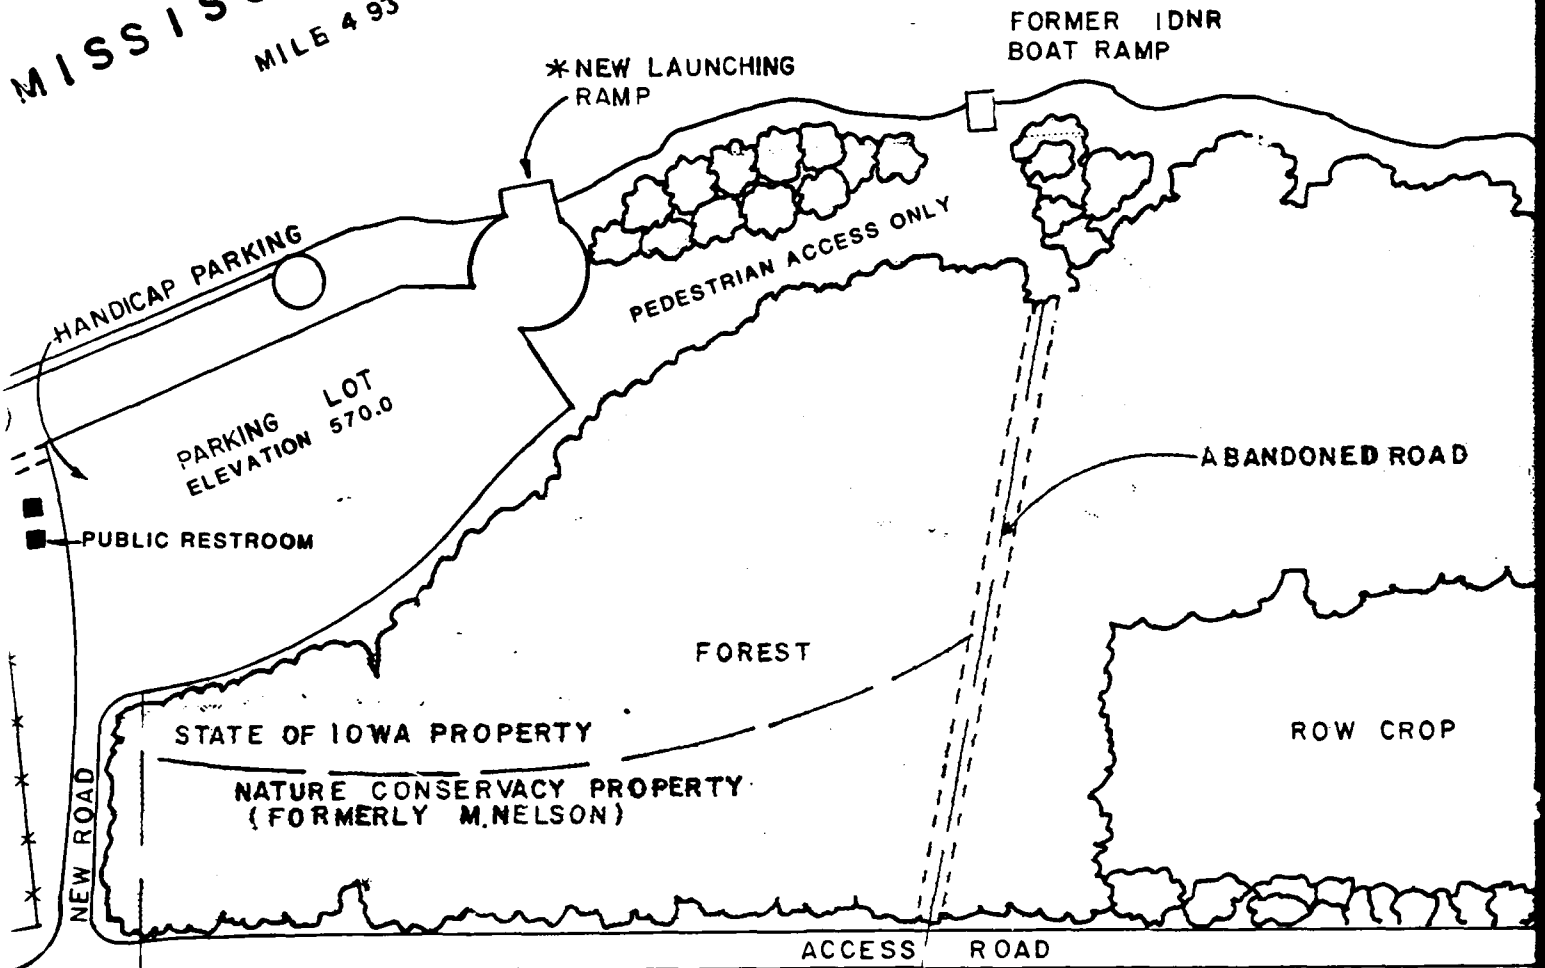 MISSIS
MILE 493
FORMER IDNR
BOAT RAMP
*NEW LAUNCHING
RAMP
HANDICAP PARKING
PEDESTRIAN ACCESS ONLY
PARKING LOT
ELEVATION 570.0
ABANDONED ROAD
PUBLIC RESTROOM
FOREST
STATE OF IOWA PROPERTY
NATURE CONSERVACY PROPERTY
(FORMERLY M. NELSON)
ROW CROP
NEW ROAD
ACCESS ROAD